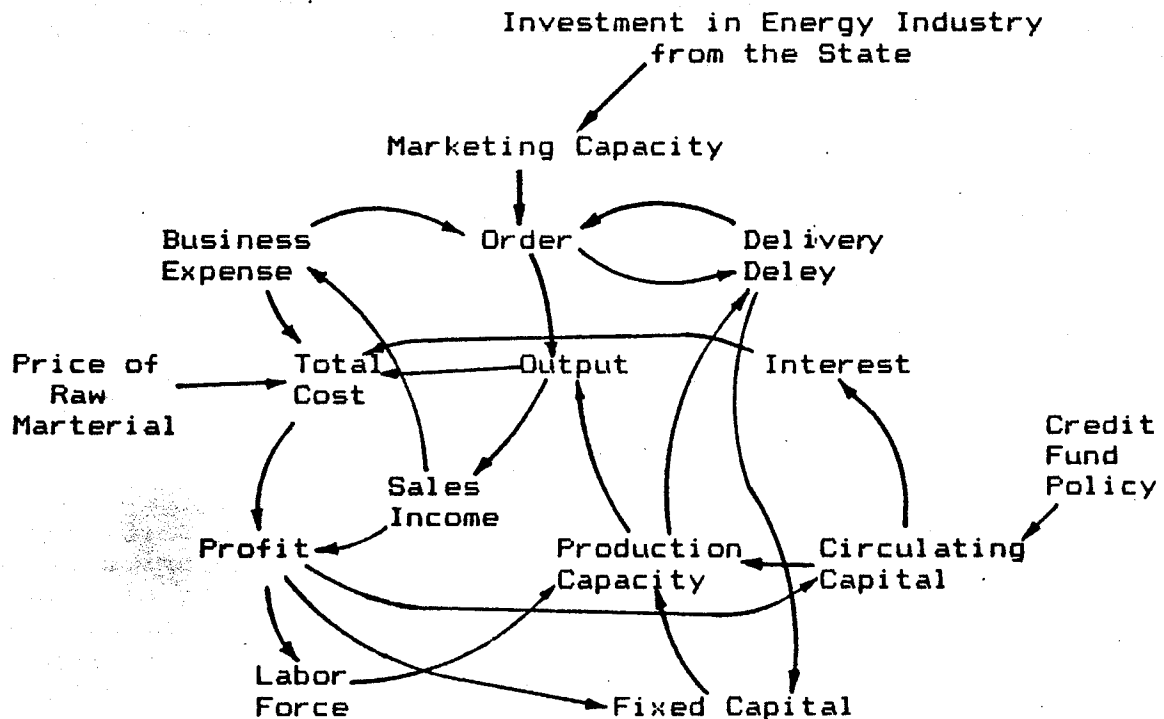 Investment in Energy Industry
from the State
Marketing Capacity
Business
Expense
Order
Delivery
Deley
Price of
Raw
Marterial
Total
Cost
Output
Interest
Credit
Fund
Policy
Sales
Income
Profit
Production
Capacity
Circulating
Capital
Labor
Force
Fixed Capital